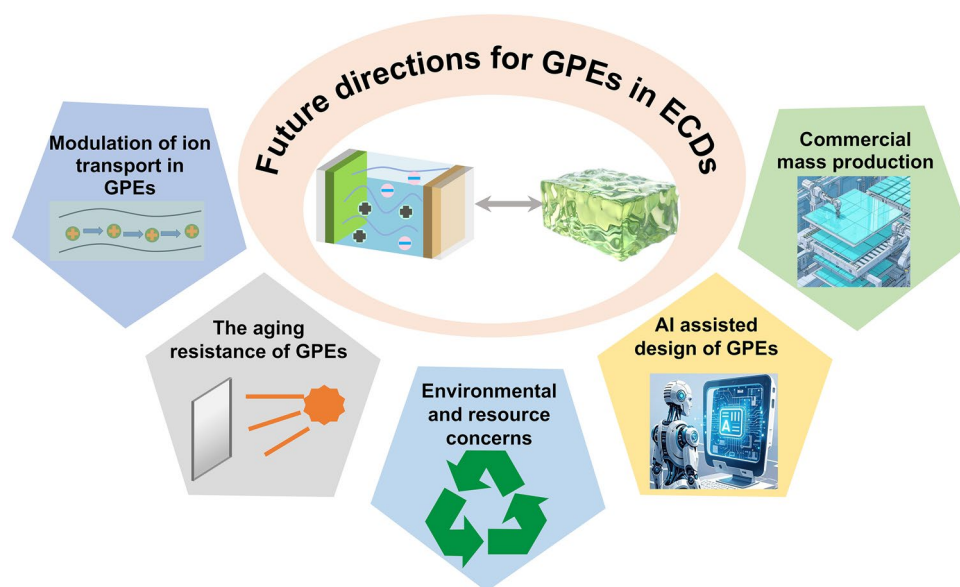 Future directions for GPEs in ECDs
Modulation of ion
transport in
GPEs
Commercial
mass production
The aging
resistance of GPEs
AI assisted
design of GPEs
Environmental
and resource
concerns
A